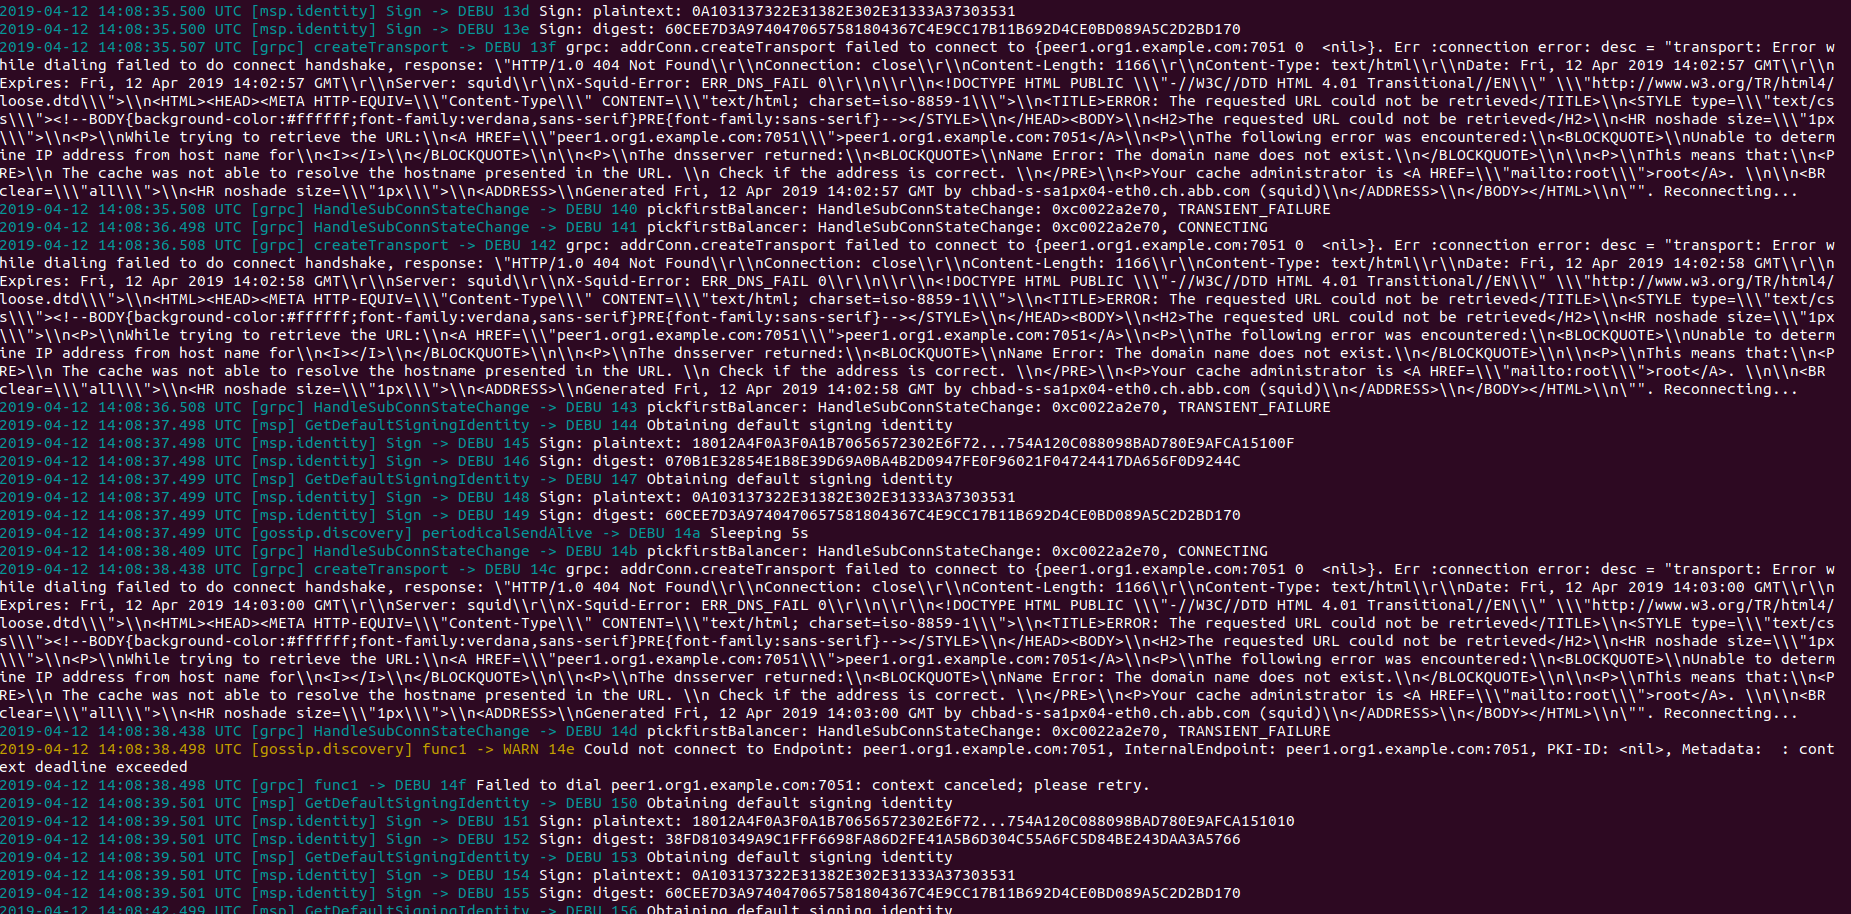 2019-04-12 14:08:35.500 UTC [msp.identity] Sign -> DEBU 13d Sign: plaintext: 0A103137322E31382E302E31333A37303531
2019-04-12 14:08:35.500 UTC [msp.identity] Sign -> DEBU 13e Sign: digest: 60CEE7D3A9740470657581804367C4E9CC17B11B692D4CE0BD089A5C2D2BD170
2019-04-12 14:08:35.507 UTC [grpc] createTransport -> DEBU 13f grpc: addrConn.createTransport failed to connect to {peer1.org1.example.com:7051 0  <nil>}. Err :connection error: desc = "transport: Error w
hile dialing failed to do connect handshake, response: \"HTTP/1.0 404 Not Found\\r\\nConnection: close\\r\\nContent-Length: 1166\\r\\nContent-Type: text/html\\r\\nDate: Fri, 12 Apr 2019 14:02:57 GMT\\r\\n
Expires: Fri, 12 Apr 2019 14:02:57 GMT\\r\\nServer: squid\\r\\nX-Squid-Error: ERR_DNS_FAIL 0\\r\\n\\r\\n<!DOCTYPE HTML PUBLIC \\\"-//W3C//DTD HTML 4.01 Transitional//EN\\\" \\\"http://www.w3.org/TR/html4/
loose.dtd\\\">\\n<HTML><HEAD><META HTTP-EQUIV=\\\"Content-Type\\\" CONTENT=\\\"text/html; charset=iso-8859-1\\\">\\n<TITLE>ERROR: The requested URL could not be retrieved</TITLE>\\n<STYLE type=\\\"text/cs
s\\\"><!--BODY{background-color:#ffffff;font-family:verdana,sans-serif}PRE{font-family:sans-serif}--></STYLE>\\n</HEAD><BODY>\\n<H2>The requested URL could not be retrieved</H2>\\n<HR noshade size=\\\"1px
\\\">\\n<P>\\nWhile trying to retrieve the URL:\\n<A HREF=\\\"peer1.org1.example.com:7051\\\">peer1.org1.example.com:7051</A>\\n<P>\\nThe following error was encountered:\\n<BLOCKQUOTE>\\nUnable to determ
ine IP address from host name for\\n<I></I>\\n</BLOCKQUOTE>\\n\\n<P>\\nThe dnsserver returned:\\n<BLOCKQUOTE>\\nName Error: The domain name does not exist.\\n</BLOCKQUOTE>\\n\\n<P>\\nThis means that:\\n<P
RE>\\n The cache was not able to resolve the hostname presented in the URL. \\n Check if the address is correct. \\n</PRE>\\n<P>Your cache administrator is <A HREF=\\\"mailto:root\\\">root</A>. \\n\\n<BR
clear=\\\"all\\\">\\n<HR noshade size=\\\"1px\\\">\\n<ADDRESS>\\nGenerated Fri, 12 Apr 2019 14:02:57 GMT by chbad-s-sa1px04-eth0.ch.abb.com (squid)\\n</ADDRESS>\\n</BODY></HTML>\\n\"". Reconnecting...
2019-04-12 14:08:35.508 UTC [grpc] HandleSubConnStateChange -> DEBU 140 pickfirstBalancer: HandleSubConnStateChange: 0xc0022a2e70, TRANSIENT_FAILURE
2019-04-12 14:08:36.498 UTC [grpc] HandleSubConnStateChange -> DEBU 141 pickfirstBalancer: HandleSubConnStateChange: 0xc0022a2e70, CONNECTING
2019-04-12 14:08:36.508 UTC [grpc] createTransport -> DEBU 142 grpc: addrConn.createTransport failed to connect to {peer1.org1.example.com:7051 0  <nil>}. Err :connection error: desc = "transport: Error w
hile dialing failed to do connect handshake, response: \"HTTP/1.0 404 Not Found\\r\\nConnection: close\\r\\nContent-Length: 1166\\r\\nContent-Type: text/html\\r\\nDate: Fri, 12 Apr 2019 14:02:58 GMT\\r\\n
Expires: Fri, 12 Apr 2019 14:02:58 GMT\\r\\nServer: squid\\r\\nX-Squid-Error: ERR_DNS_FAIL 0\\r\\n\\r\\n<!DOCTYPE HTML PUBLIC \\\"-//W3C//DTD HTML 4.01 Transitional//EN\\\" \\\"http://www.w3.org/TR/html4/
loose.dtd\\\">\\n<HTML><HEAD><META HTTP-EQUIV=\\\"Content-Type\\\" CONTENT=\\\"text/html; charset=iso-8859-1\\\">\\n<TITLE>ERROR: The requested URL could not be retrieved</TITLE>\\n<STYLE type=\\\"text/cs
s\\\"><!--BODY{background-color:#ffffff;font-family:verdana,sans-serif}PRE{font-family:sans-serif}--></STYLE>\\n</HEAD><BODY>\\n<H2>The requested URL could not be retrieved</H2>\\n<HR noshade size=\\\"1px
\\\">\\n<P>\\nWhile trying to retrieve the URL:\\n<A HREF=\\\"peer1.org1.example.com:7051\\\">peer1.org1.example.com:7051</A>\\n<P>\\nThe following error was encountered:\\n<BLOCKQUOTE>\\nUnable to determ
ine IP address from host name for\\n<I></I>\\n</BLOCKQUOTE>\\n\\n<P>\\nThe dnsserver returned:\\n<BLOCKQUOTE>\\nName Error: The domain name does not exist.\\n</BLOCKQUOTE>\\n\\n<P>\\nThis means that:\\n<P
RE>\\n The cache was not able to resolve the hostname presented in the URL. \\n Check if the address is correct. \\n</PRE>\\n<P>Your cache administrator is <A HREF=\\\"mailto:root\\\">root</A>. \\n\\n<BR
clear=\\\"all\\\">\\n<HR noshade size=\\\"1px\\\">\\n<ADDRESS>\\nGenerated Fri, 12 Apr 2019 14:02:58 GMT by chbad-s-sa1px04-eth0.ch.abb.com (squid)\\n</ADDRESS>\\n</BODY></HTML>\\n\"". Reconnecting...
2019-04-12 14:08:36.508 UTC [grpc] HandleSubConnStateChange -> DEBU 143 pickfirstBalancer: HandleSubConnStateChange: 0xc0022a2e70, TRANSIENT_FAILURE
2019-04-12 14:08:37.498 UTC [msp] GetDefaultSigningIdentity -> DEBU 144 Obtaining default signing identity
2019-04-12 14:08:37.498 UTC [msp.identity] Sign -> DEBU 145 Sign: plaintext: 18012A4F0A3F0A1B70656572302E6F72...754A120C088098BAD780E9AFCA15100F
2019-04-12 14:08:37.498 UTC [msp.identity] Sign -> DEBU 146 Sign: digest: 070B1E32854E1B8E39D69A0BA4B2D0947FE0F96021F04724417DA656F0D9244C
2019-04-12 14:08:37.499 UTC [msp] GetDefaultSigningIdentity -> DEBU 147 Obtaining default signing identity
2019-04-12 14:08:37.499 UTC [msp.identity] Sign -> DEBU 148 Sign: plaintext: 0A103137322E31382E302E31333A37303531
2019-04-12 14:08:37.499 UTC [msp.identity] Sign -> DEBU 149 Sign: digest: 60CEE7D3A9740470657581804367C4E9CC17B11B692D4CE0BD089A5C2D2BD170
2019-04-12 14:08:37.499 UTC [gossip.discovery] periodicalSendAlive -> DEBU 14a Sleeping 5s
2019-04-12 14:08:38.409 UTC [grpc] HandleSubConnStateChange -> DEBU 14b pickfirstBalancer: HandleSubConnStateChange: 0xc0022a2e70, CONNECTING
2019-04-12 14:08:38.438 UTC [grpc] createTransport -> DEBU 14c grpc: addrConn.createTransport failed to connect to {peer1.org1.example.com:7051 0  <nil>}. Err :connection error: desc = "transport: Error w
hile dialing failed to do connect handshake, response: \"HTTP/1.0 404 Not Found\\r\\nConnection: close\\r\\nContent-Length: 1166\\r\\nContent-Type: text/html\\r\\nDate: Fri, 12 Apr 2019 14:03:00 GMT\\r\\n
Expires: Fri, 12 Apr 2019 14:03:00 GMT\\r\\nServer: squid\\r\\nX-Squid-Error: ERR_DNS_FAIL 0\\r\\n\\r\\n<!DOCTYPE HTML PUBLIC \\\"-//W3C//DTD HTML 4.01 Transitional//EN\\\" \\\"http://www.w3.org/TR/html4/
loose.dtd\\\">\\n<HTML><HEAD><META HTTP-EQUIV=\\\"Content-Type\\\" CONTENT=\\\"text/html; charset=iso-8859-1\\\">\\n<TITLE>ERROR: The requested URL could not be retrieved</TITLE>\\n<STYLE type=\\\"text/cs
s\\\"><!--BODY{background-color:#ffffff;font-family:verdana,sans-serif}PRE{font-family:sans-serif}--></STYLE>\\n</HEAD><BODY>\\n<H2>The requested URL could not be retrieved</H2>\\n<HR noshade size=\\\"1px
\\\">\\n<P>\\nWhile trying to retrieve the URL:\\n<A HREF=\\\"peer1.org1.example.com:7051\\\">peer1.org1.example.com:7051</A>\\n<P>\\nThe following error was encountered:\\n<BLOCKQUOTE>\\nUnable to determ
ine IP address from host name for\\n<I></I>\\n</BLOCKQUOTE>\\n\\n<P>\\nThe dnsserver returned:\\n<BLOCKQUOTE>\\nName Error: The domain name does not exist.\\n</BLOCKQUOTE>\\n\\n<P>\\nThis means that:\\n<P
RE>\\n The cache was not able to resolve the hostname presented in the URL. \\n Check if the address is correct. \\n</PRE>\\n<P>Your cache administrator is <A HREF=\\\"mailto:root\\\">root</A>. \\n\\n<BR
clear=\\\"all\\\">\\n<HR noshade size=\\\"1px\\\">\\n<ADDRESS>\\nGenerated Fri, 12 Apr 2019 14:03:00 GMT by chbad-s-sa1px04-eth0.ch.abb.com (squid)\\n</ADDRESS>\\n</BODY></HTML>\\n\"". Reconnecting...
2019-04-12 14:08:38.438 UTC [grpc] HandleSubConnStateChange -> DEBU 14d pickfirstBalancer: HandleSubConnStateChange: 0xc0022a2e70, TRANSIENT_FAILURE
2019-04-12 14:08:38.498 UTC [gossip.discovery] func1 -> WARN 14e Could not connect to Endpoint: peer1.org1.example.com:7051, InternalEndpoint: peer1.org1.example.com:7051, PKI-ID: <nil>, Metadata:  : cont
ext deadline exceeded
2019-04-12 14:08:38.498 UTC [grpc] func1 -> DEBU 14f Failed to dial peer1.org1.example.com:7051: context canceled; please retry.
2019-04-12 14:08:39.501 UTC [msp] GetDefaultSigningIdentity -> DEBU 150 Obtaining default signing identity
2019-04-12 14:08:39.501 UTC [msp.identity] Sign -> DEBU 151 Sign: plaintext: 18012A4F0A3F0A1B70656572302E6F72...754A120C088098BAD780E9AFCA151010
2019-04-12 14:08:39.501 UTC [msp.identity] Sign -> DEBU 152 Sign: digest: 38FD810349A9C1FFF6698FA86D2FE41A5B6D304C55A6FC5D84BE243DAA3A5766
2019-04-12 14:08:39.501 UTC [msp] GetDefaultSigningIdentity -> DEBU 153 Obtaining default signing identity
2019-04-12 14:08:39.501 UTC [msp.identity] Sign -> DEBU 154 Sign: plaintext: 0A103137322E31382E302E31333A37303531
2019-04-12 14:08:39.501 UTC [msp.identity] Sign -> DEBU 155 Sign: digest: 60CEE7D3A9740470657581804367C4E9CC17B11B692D4CE0BD089A5C2D2BD170
2019-04-12 14:08:42.499 UTC [msp] GetDefaultSigningIdentity -> DEBU 156 Obtaining default signing identity